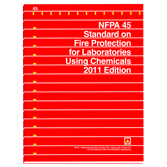 45
NFPA 45
Standard on
Fire Protection
for Laboratories
Using Chemicals
2011 Edition